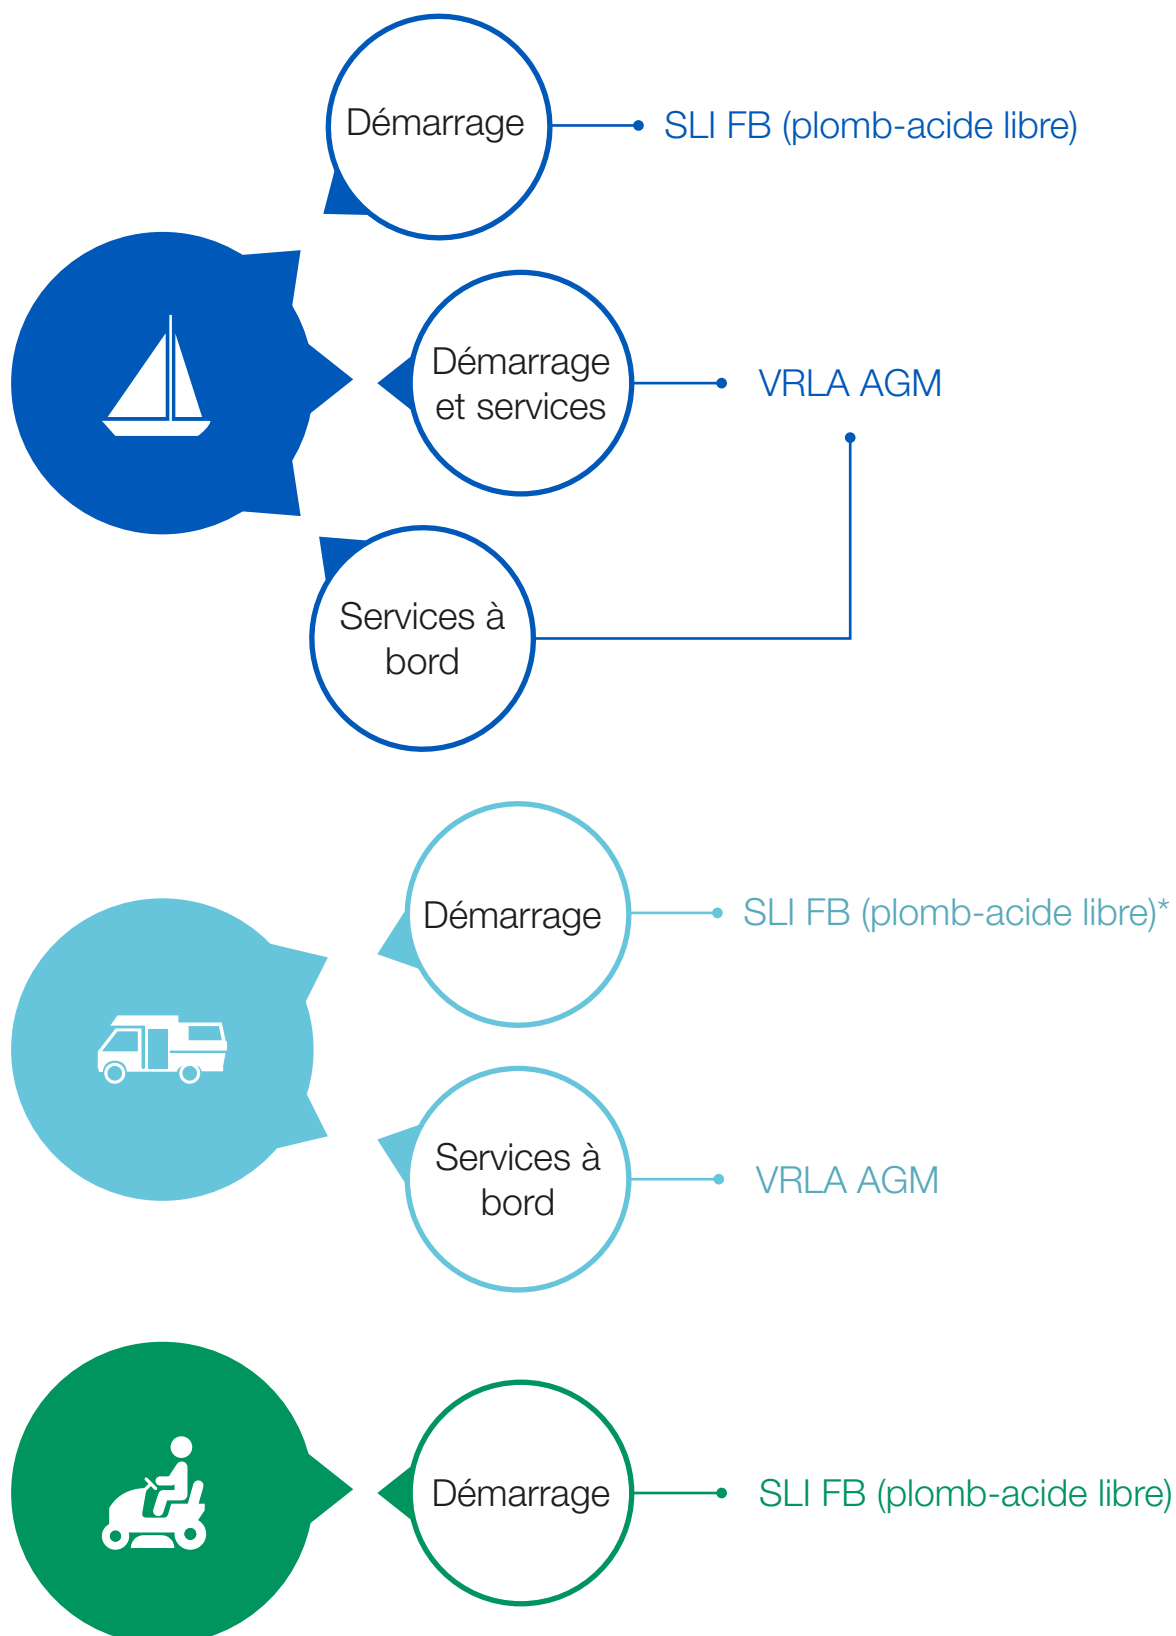 Démarrage
SLI FB (plomb-acide libre)
Démarrage
et services
VRLA AGM
Services à
bord
Démarrage
SLI FB (plomb-acide libre)*
Services à
bord
VRLA AGM
Démarrage
SLI FB (plomb-acide libre)